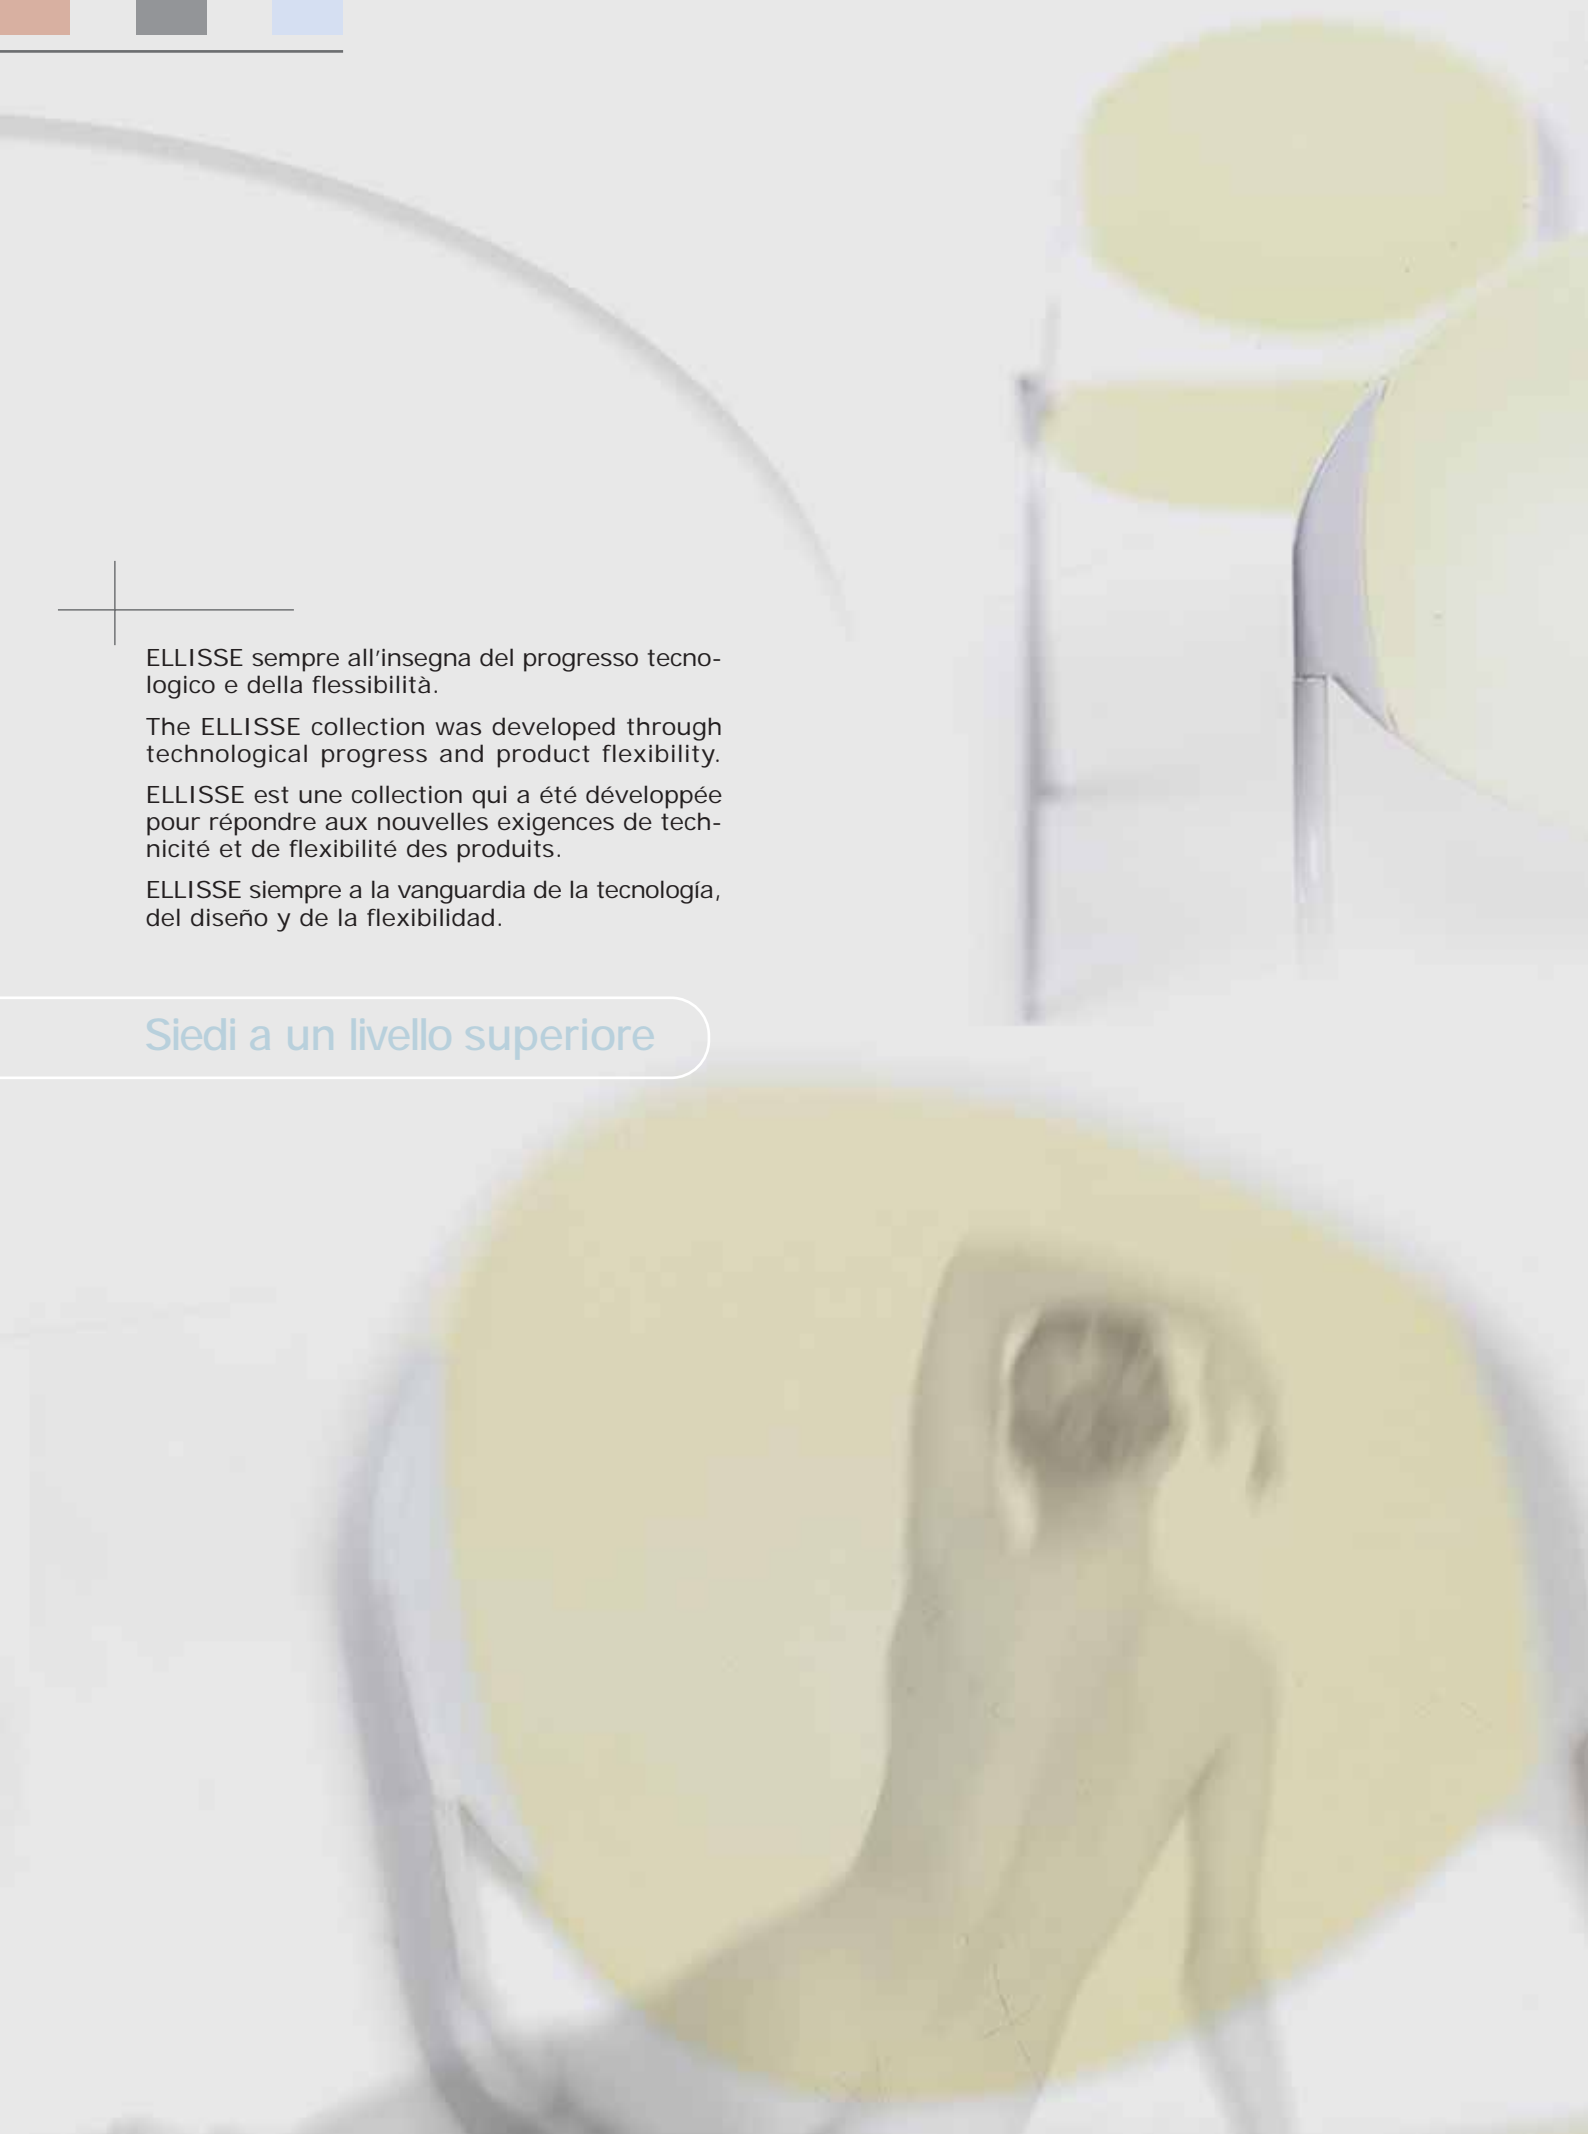 ELLISSE sempre all'insegna del progresso tecno-
logico e della flessibilità.
The ELLISSE collection was developed through
technological progress and product flexibility.
ELLISSE est une collection qui a été développée
pour répondre aux nouvelles exigences de tech-
nicité et de flexibilité des produits.
ELLISSE siempre a la vanguardia de la tecnología,
del diseño y de la flexibilidad.
Siedi a un livello superiore